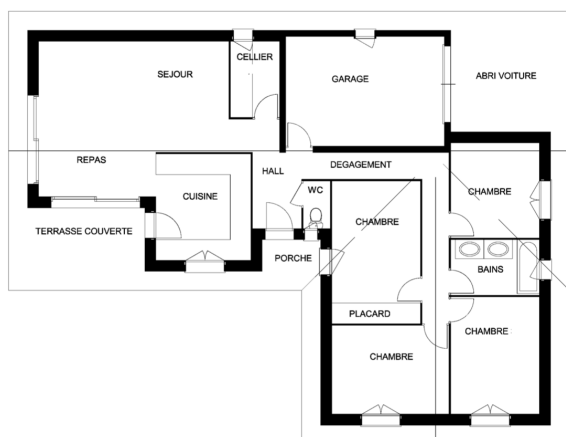 CELLIER
SEJOUR
GARAGE
ABRI VOITURE
REPAS
HALL
DEGAGEMENT
WC
CUISINE
CHAMBRE
CHAMBRE
TERRASSE COUVERTE
PORCHE
BAINS
PLACARD
CHAMBRE
CHAMBRE